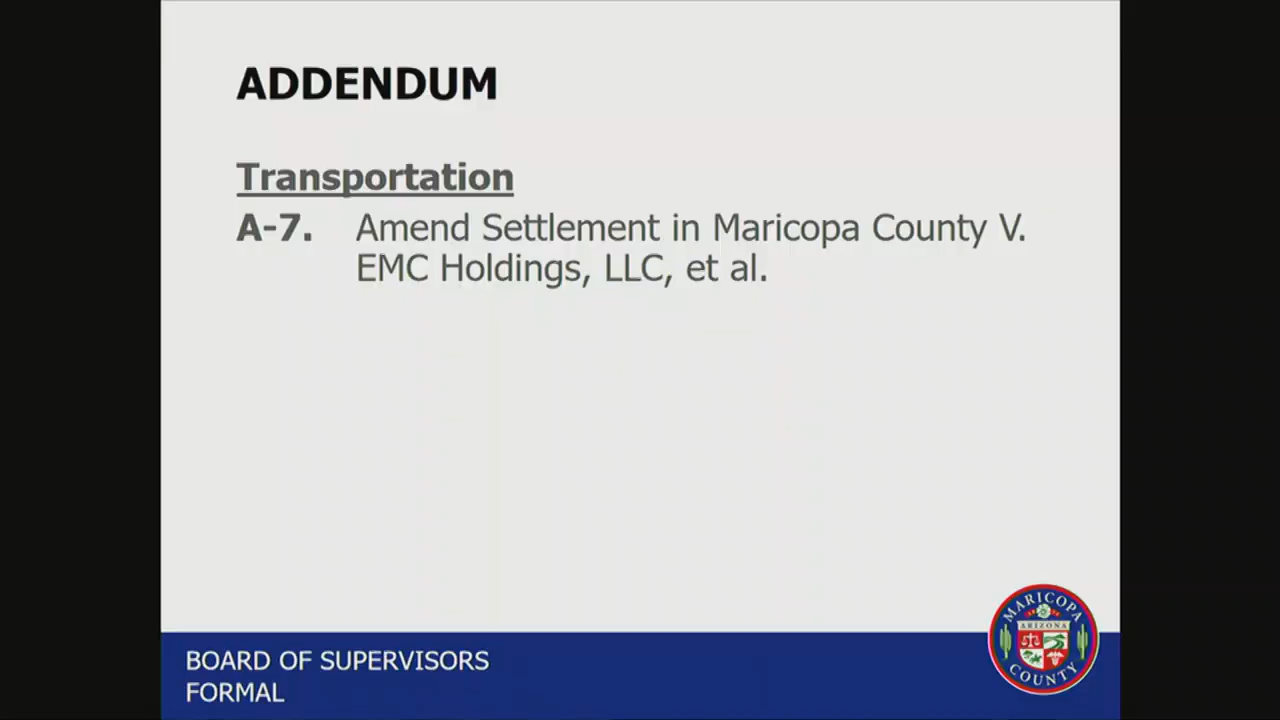 ADDENDUM
Transportation
A-7. Amend Settlement in Maricopa County V.
EMC Holdings, LLC, et al.
BOARD OF SUPERVISORS
FORMAL
MARICOPA
ARIZONA
COUNTY